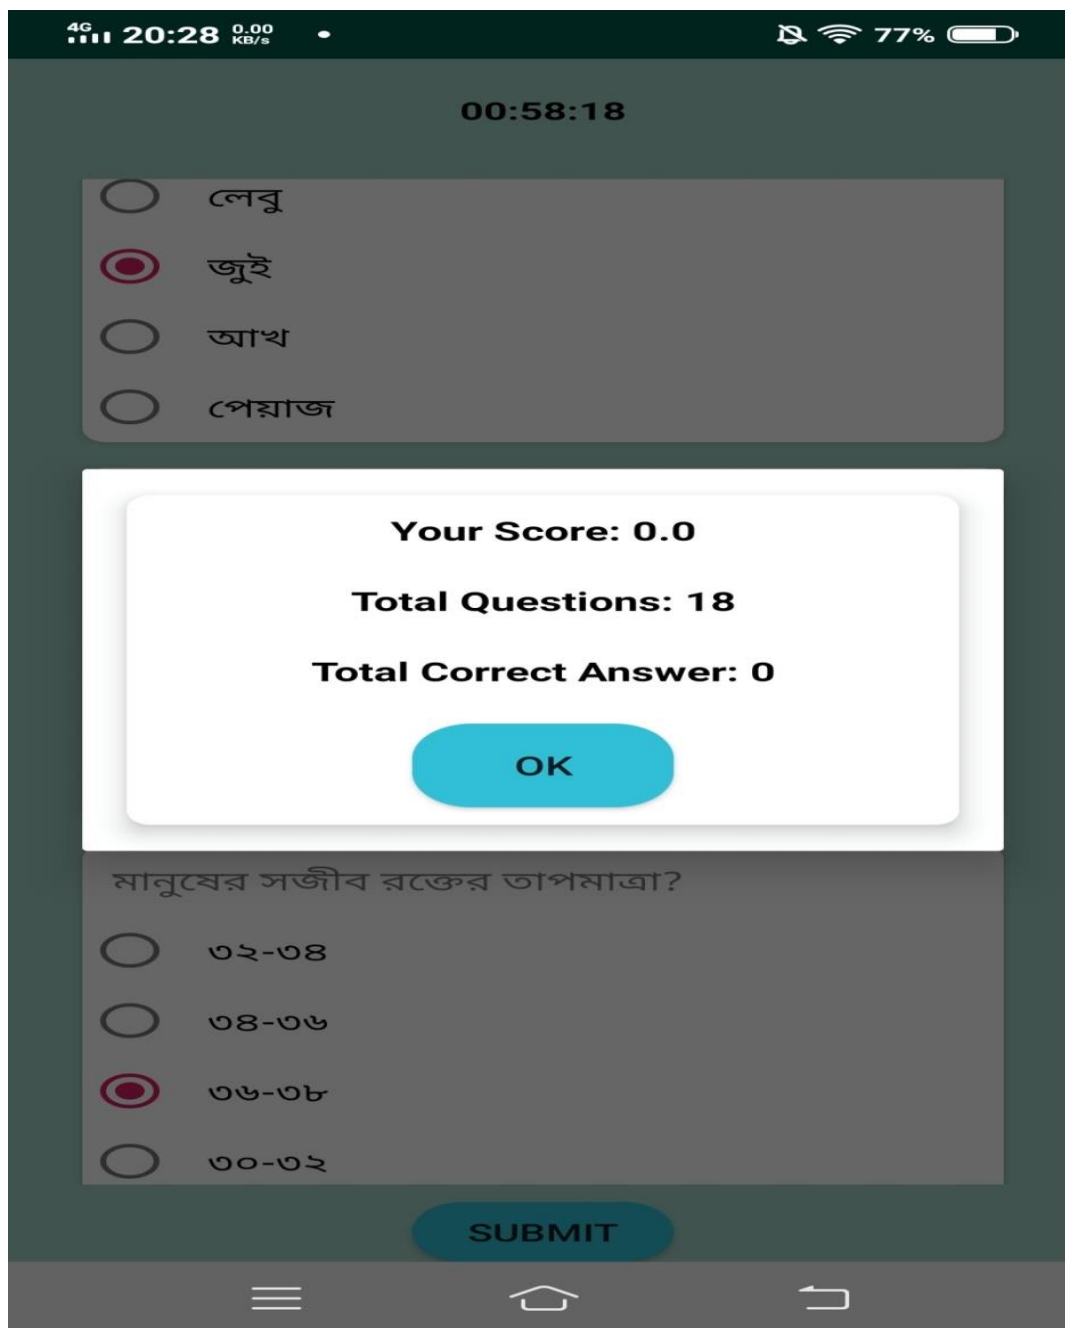 4G 20:28 0.00 KB/s 77%
00:58:18
লেবু
জুই
আখ
পেয়াজ
Your Score: 0.0
Total Questions: 18
Total Correct Answer: 0
OK
মানুষের সজীব রক্তের তাপমাত্রা?
৩২-৩৪
৩৪-৩৬
৩৬-৩৮
৩০-৩২
SUBMIT